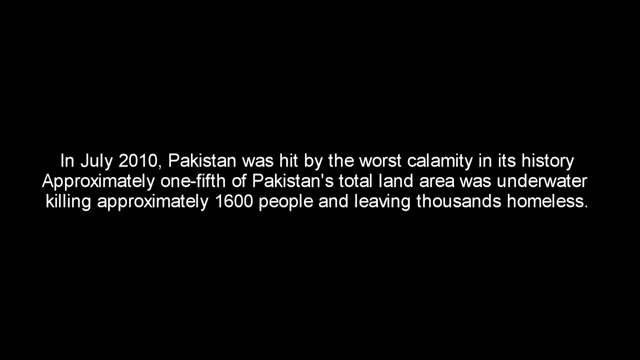 In July 2010, Pakistan was hit by the worst calamity in its history
Approximately one-fifth of Pakistan's total land area was underwater
killing approximately 1600 people and leaving thousands homeless.